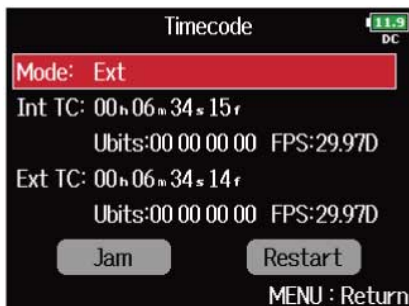 Timecode
11.9
DC
Mode: Ext
Int TC: 00h 06m 34s 15f
Ubits:00 00 00 00 FPS:29.97D
Ext TC: 00h 06m 34s 14f
Ubits:00 00 00 00 FPS:29.97D
Jam Restart
MENU : Return